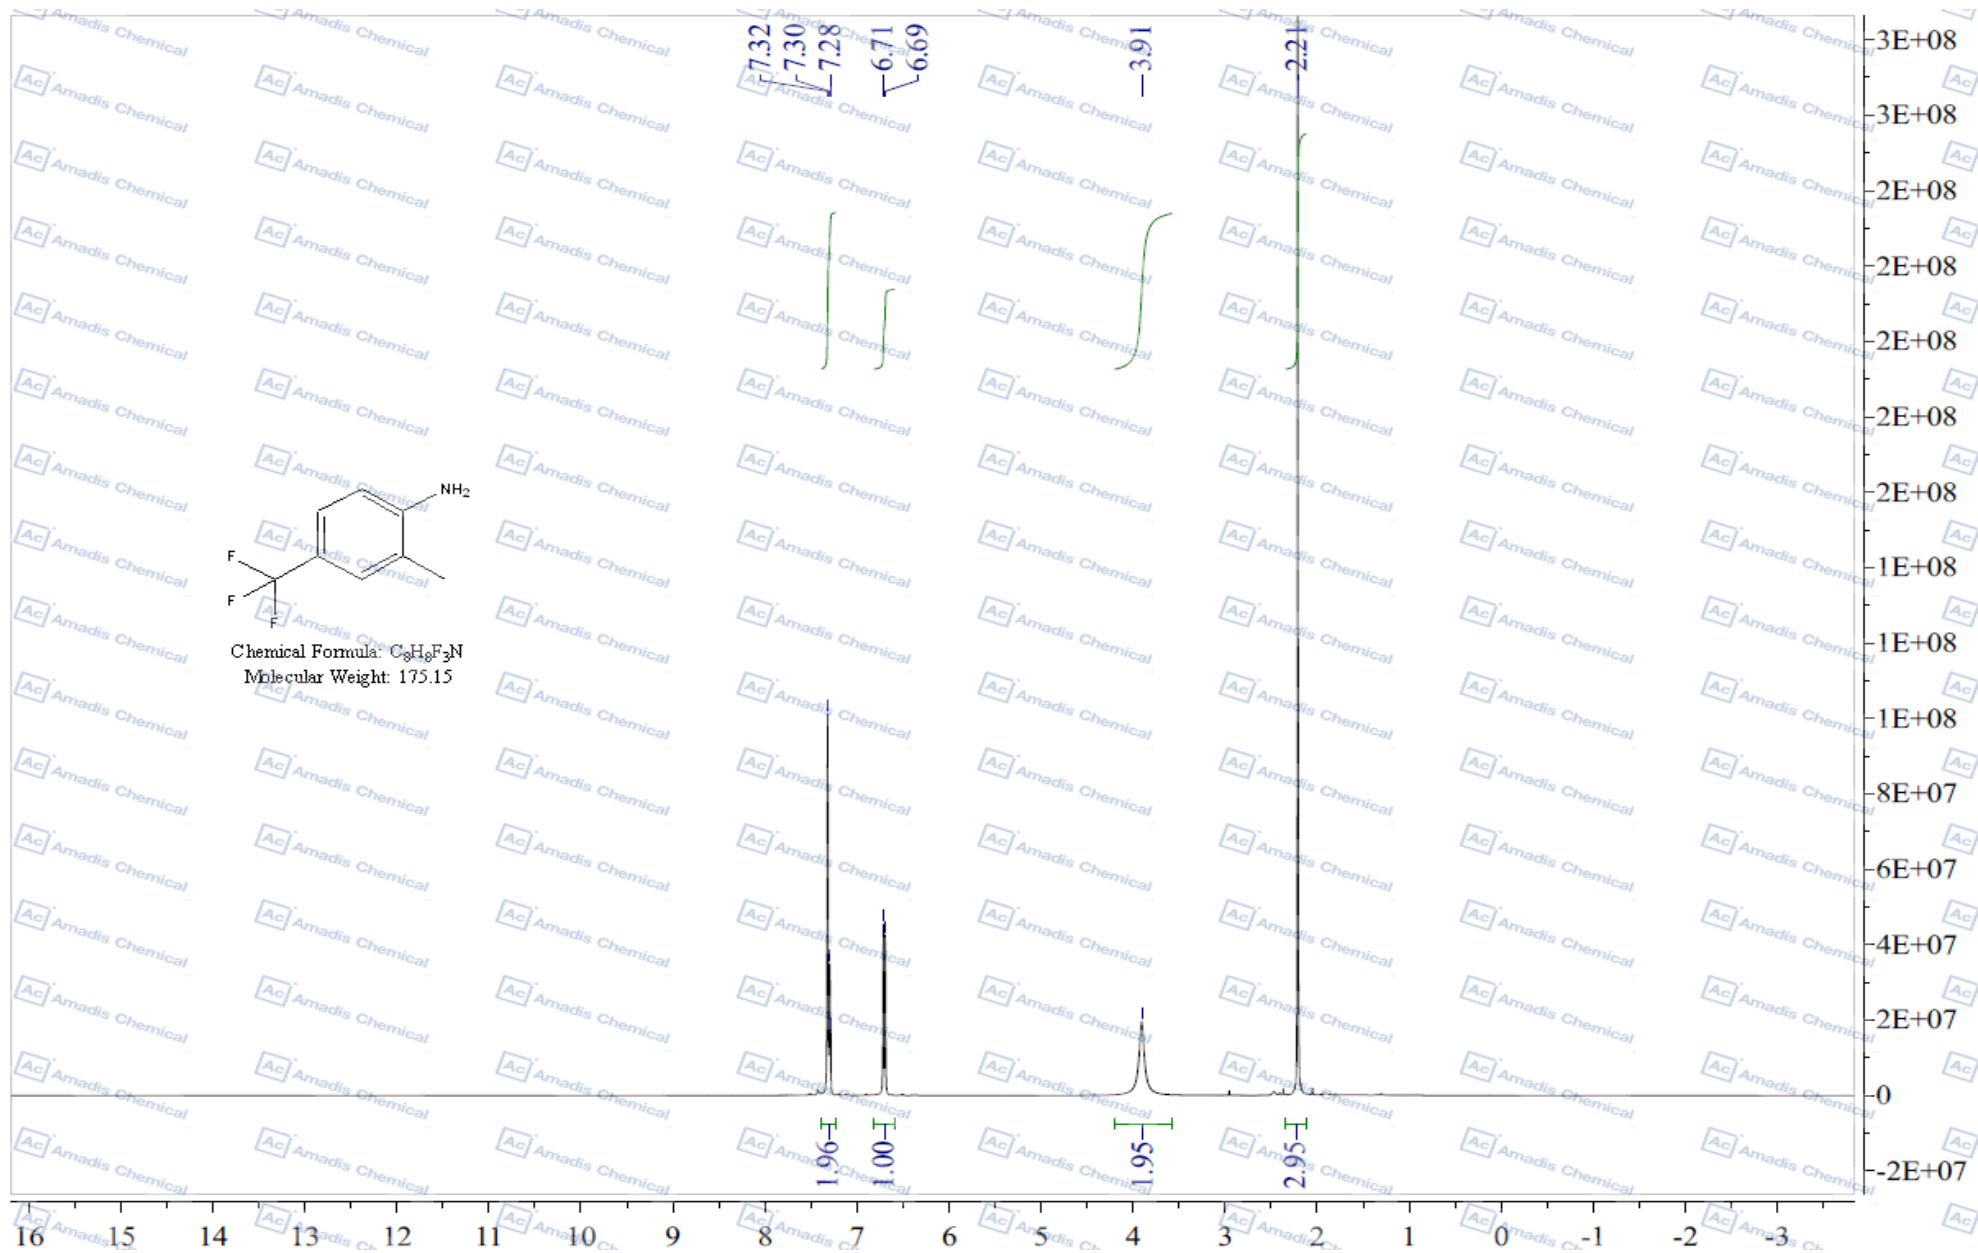 7.32
7.30
7.28
6.71
6.69
3.91
2.21
3E+08
3E+08
2E+08
2E+08
2E+08
2E+08
2E+08
1E+08
1E+08
1E+08
8E+07
6E+07
4E+07
2E+07
0
-2E+07
NH2
F
F
F
Chemical Formula: C8H8F3N
Molecular Weight: 175.15
1.96
1.00
1.95
2.95
16 15 14 13 12 11 10 9 8 7 6 5 4 3 2 1 0 -1 -2 -3
Ac Amadis Chemical